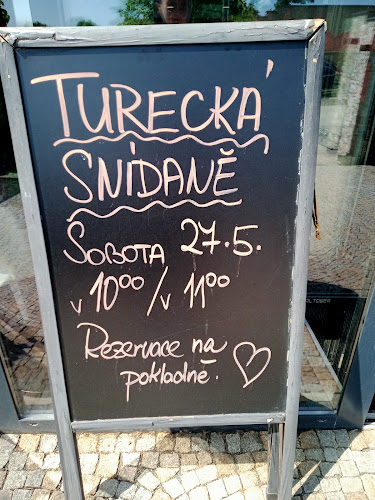 TURECKÁ
SNÍDANĚ
SOBOTA 27.5.
v 10⁰⁰ / v 11⁰⁰
Rezervace na
pokladně.